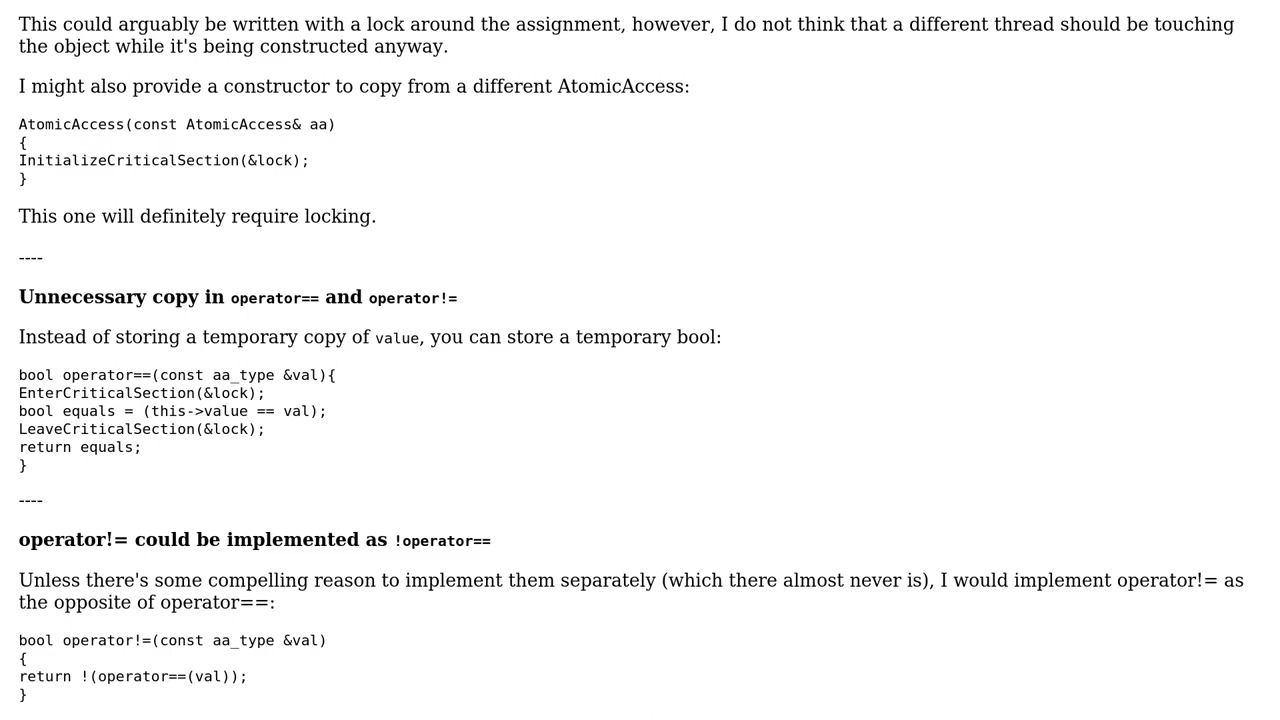 This could arguably be written with a lock around the assignment, however, I do not think that a different thread should be touching
the object while it's being constructed anyway.
I might also provide a constructor to copy from a different AtomicAccess:
AtomicAccess(const AtomicAccess& aa)
{
InitializeCriticalSection(&lock);
}
This one will definitely require locking.
----
Unnecessary copy in operator== and operator!=
Instead of storing a temporary copy of value, you can store a temporary bool:
bool operator==(const aa_type &val){
EnterCriticalSection(&lock);
bool equals = (this->value == val);
LeaveCriticalSection(&lock);
return equals;
}
----
operator!= could be implemented as !operator==
Unless there's some compelling reason to implement them separately (which there almost never is), I would implement operator!= as
the opposite of operator==:
bool operator!=(const aa_type &val)
{
return !(operator==(val));
}